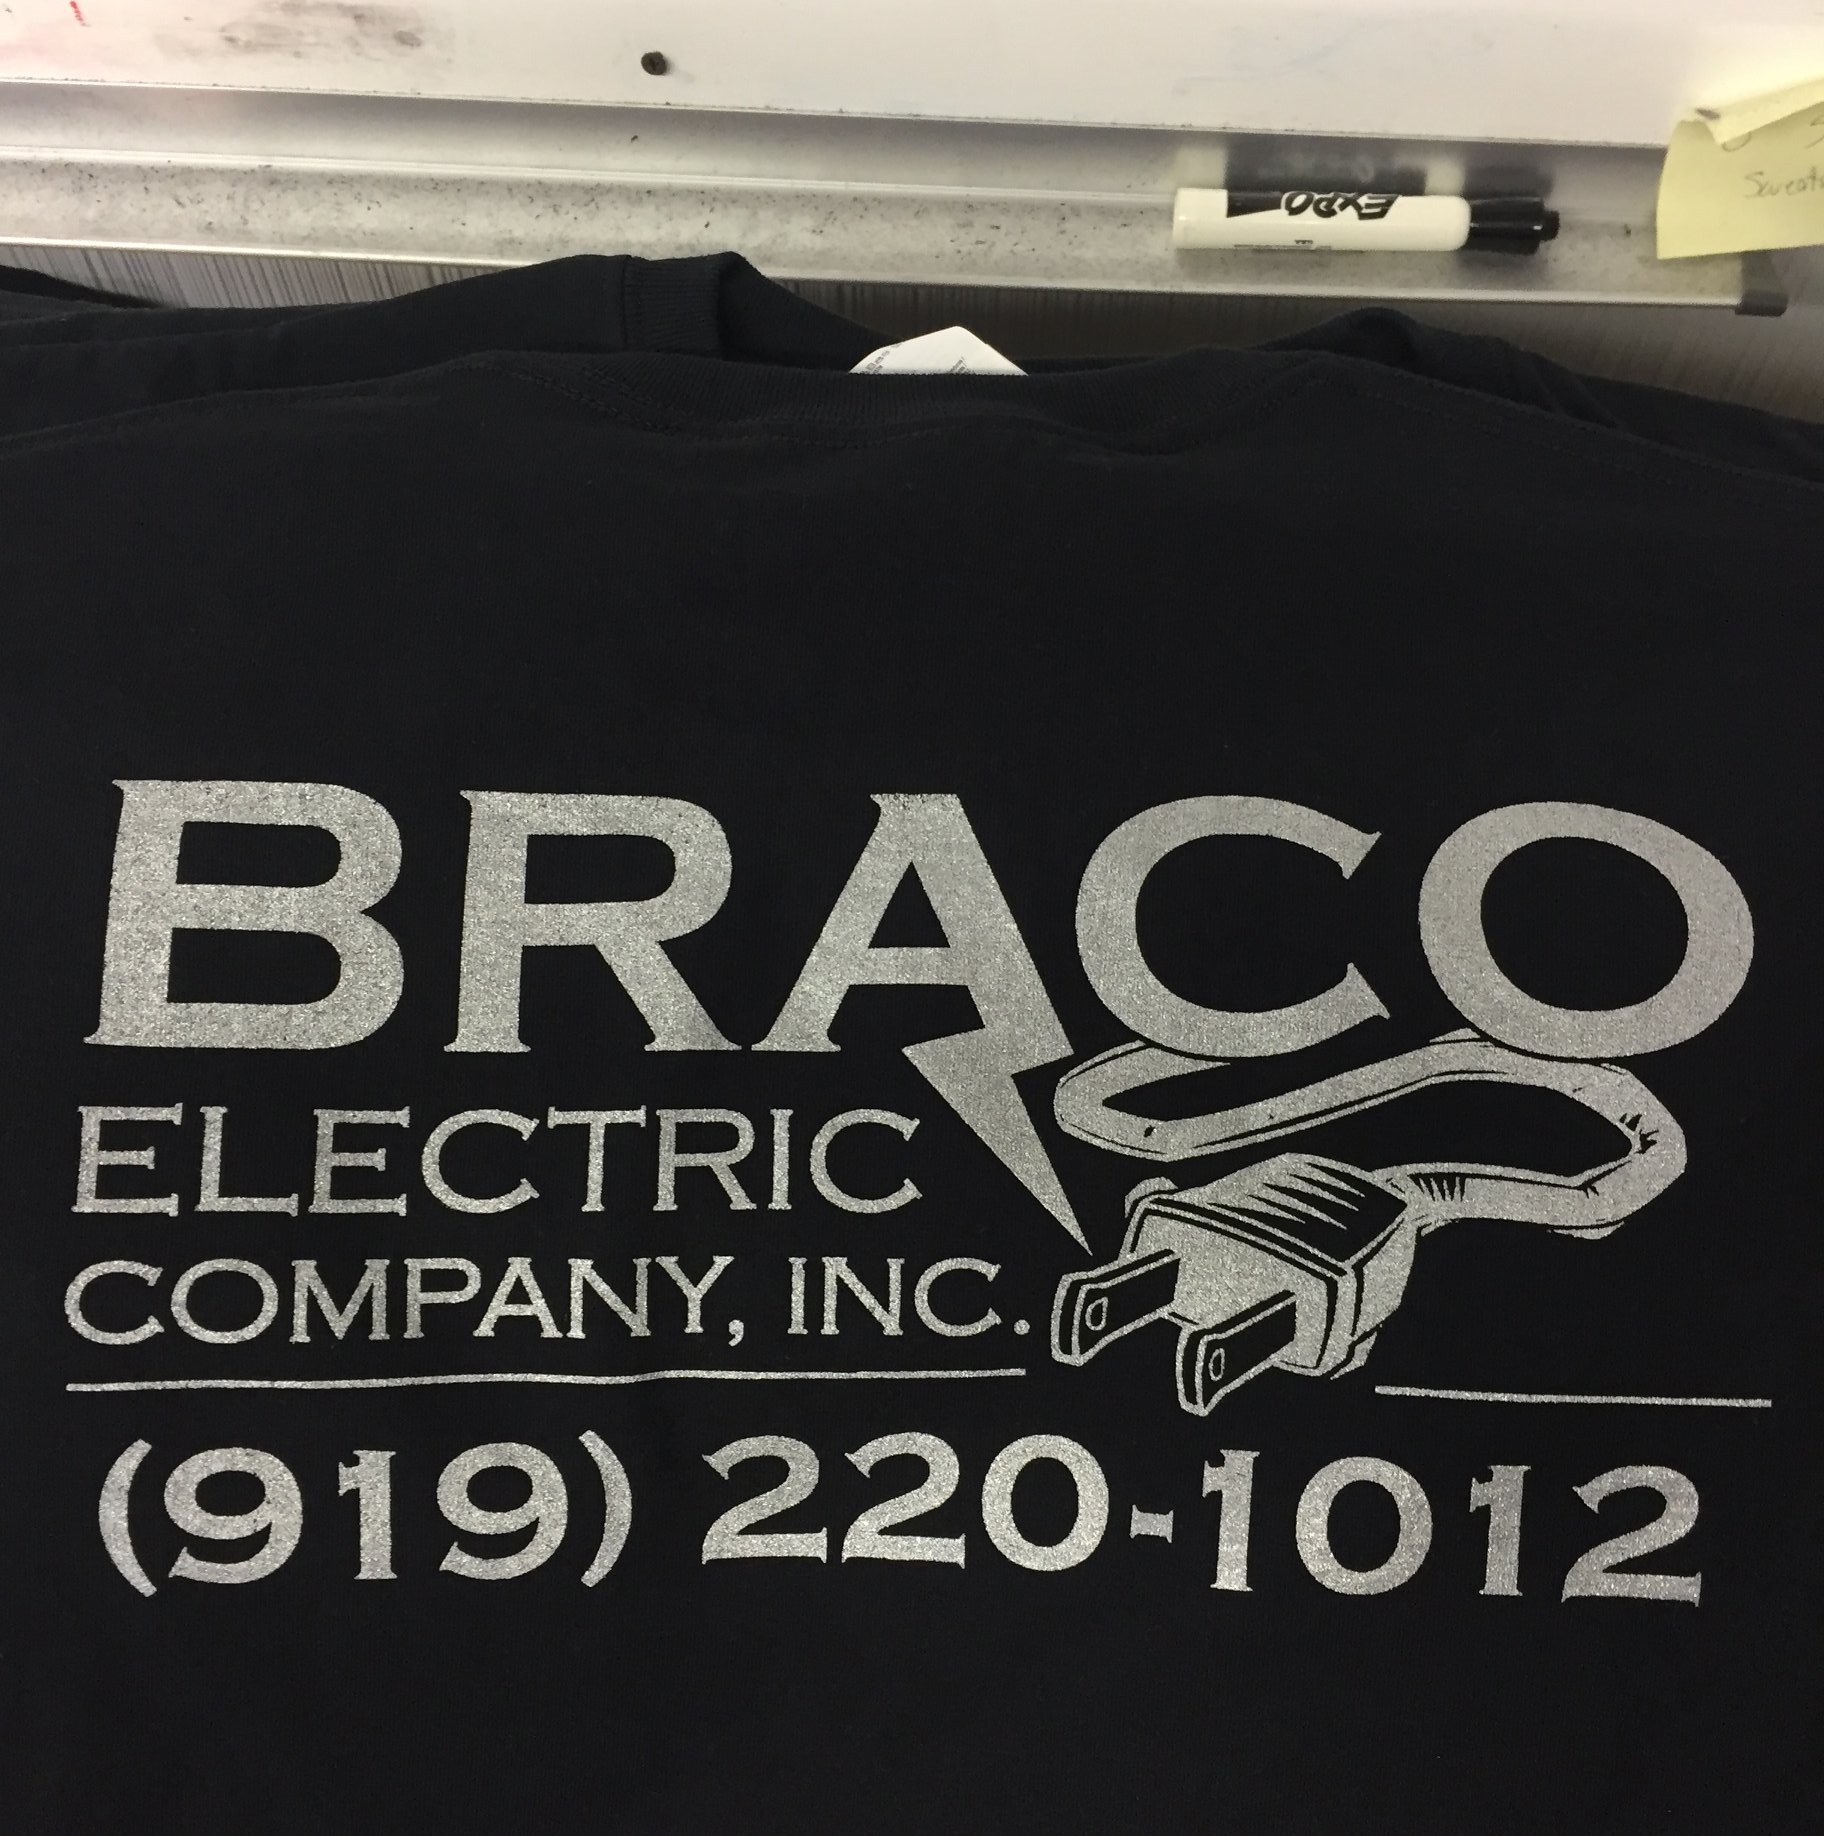 EXPO
BRACO
ELECTRIC
COMPANY, INC.
(919) 220-1012